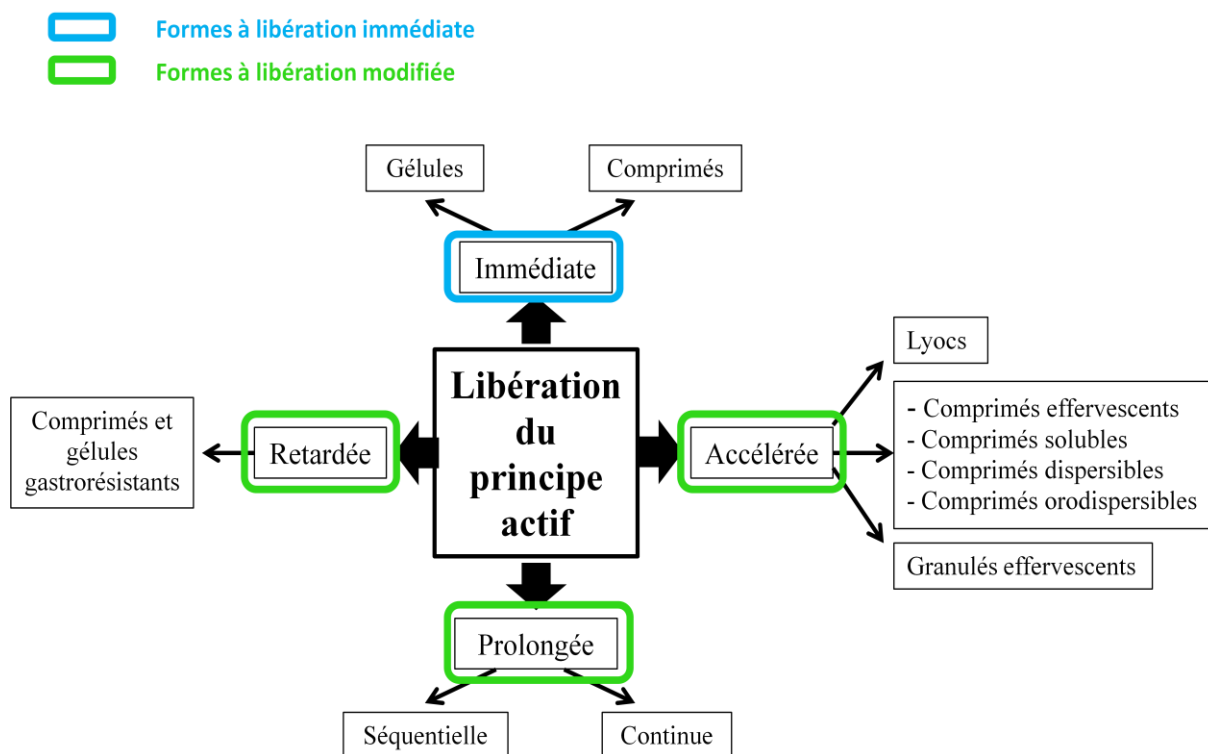 Formes à libération immédiate
Formes à libération modifiée
Gélules
Comprimés
Immédiate
Lyocs
Libération
du
principe
actif
Comprimés et
gélules
gastrorésistants
Retardée
Accélérée
- Comprimés effervescents
- Comprimés solubles
- Comprimés dispersibles
- Comprimés orodispersibles
Granulés effervescents
Prolongée
Séquentielle
Continue